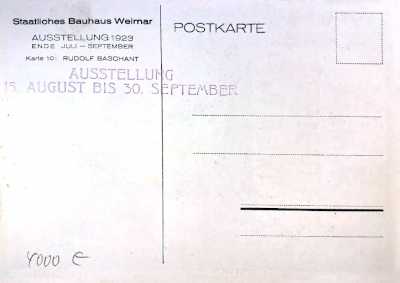 Staatliches Bauhaus Weimar
AUSSTELLUNG 1923
ENDE JULI — SEPTEMBER
Karte 10: RUDOLF BASCHANT
AUSSTELLUNG
15. AUGUST BIS 30. SEPTEMBER
POSTKARTE
4000 €